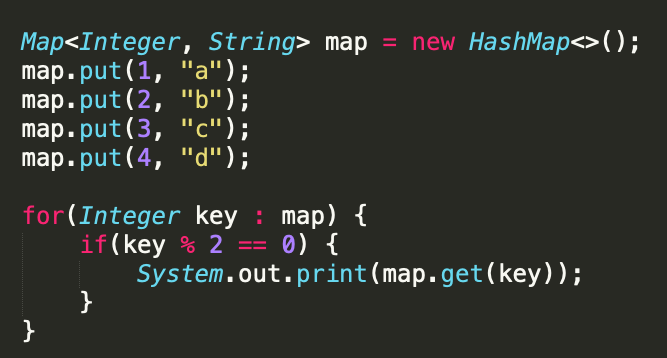 Map<Integer, String> map = new HashMap<>();
map.put(1, "a");
map.put(2, "b");
map.put(3, "c");
map.put(4, "d");

for(Integer key : map) {
    if(key % 2 == 0) {
        System.out.print(map.get(key));
    }
}